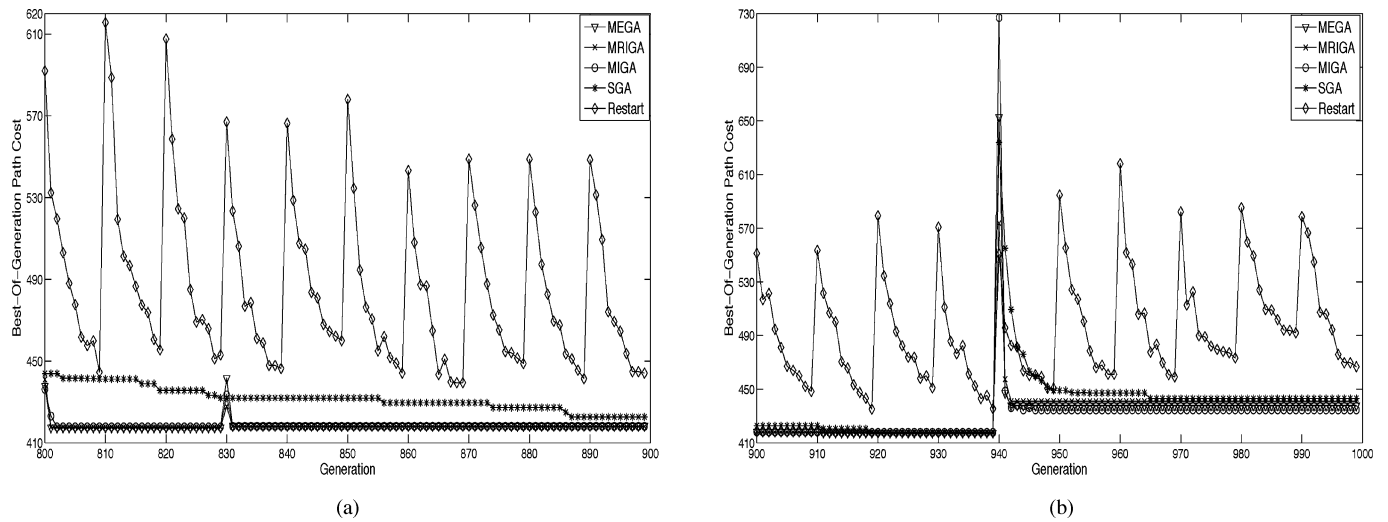 620
610
570
530
490
450
410
Best-Of-Generation Path Cost
800 810 820 830 840 850 860 870 880 890 900
Generation
MEGA
MRIGA
MIGA
SGA
Restart
(a)
730
690
650
610
570
530
490
450
410
Best-Of-Generation Path Cost
900 910 920 930 940 950 960 970 980 990 1000
Generation
MEGA
MRIGA
MIGA
SGA
Restart
(b)